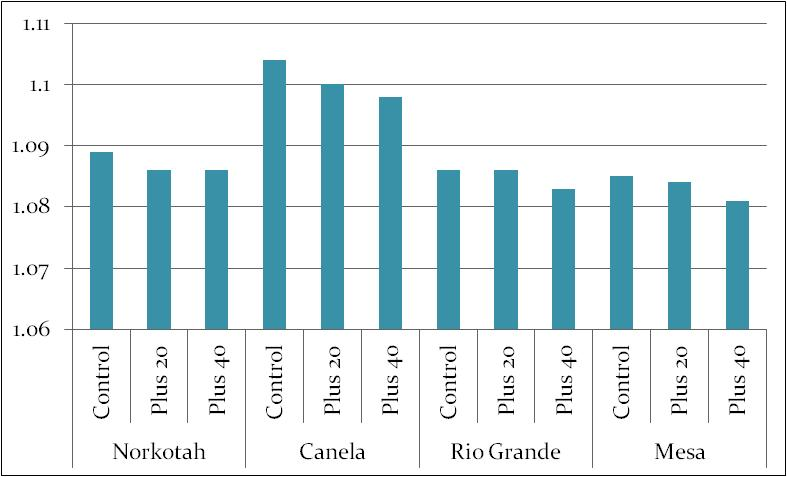 1.11
1.1
1.09
1.08
1.07
1.06
Control
Plus 20
Plus 40
Control
Plus 20
Plus 40
Control
Plus 20
Plus 40
Control
Plus 20
Plus 40
Norkotah
Canela
Rio Grande
Mesa